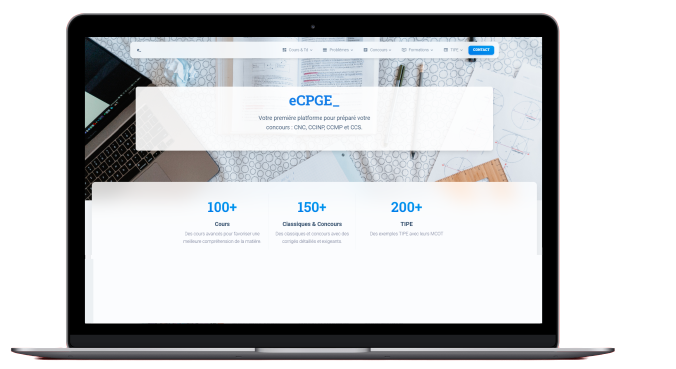 e_
Cours & Td Problèmes Concours Formations TIPE CONTACT
eCPGE_
Votre première platforme pour préparé votre
concours : CNC, CCINP, CCMP et CCS.
100+ 150+ 200+
Cours Classiques & Concours TIPE
Des cours avancés pour favoriser une Des classiques et concours avec des Des exemples TIPE avec leurs MCOT
meilleure compréhension de la matière. corrigés détaillés et exigeants.